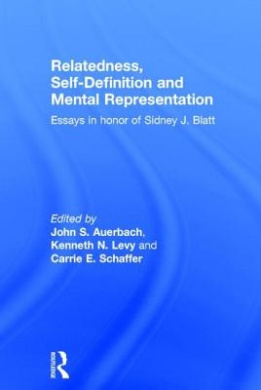 Relatedness,
Self-Definition and
Mental Representation
Essays in honor of Sidney J. Blatt
Edited by
John S. Auerbach,
Kenneth N. Levy and
Carrie E. Schaffer
R
ROUTLEDGE